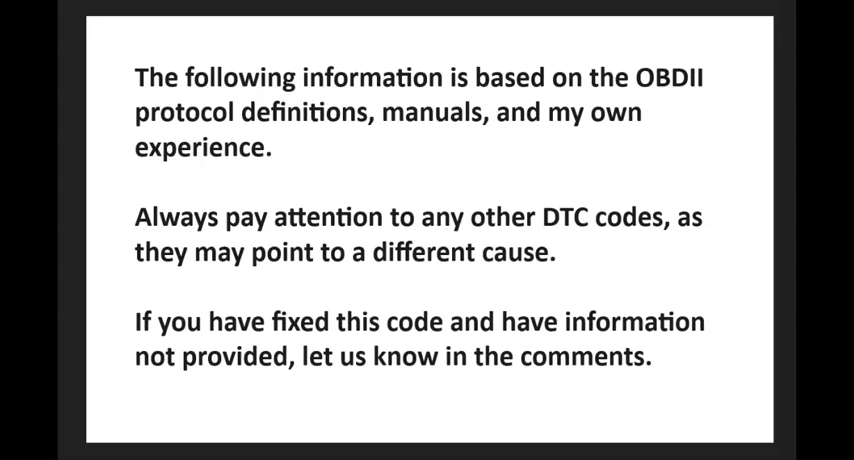 The following information is based on the OBDII
protocol definitions, manuals, and my own
experience.
Always pay attention to any other DTC codes, as
they may point to a different cause.
If you have fixed this code and have information
not provided, let us know in the comments.